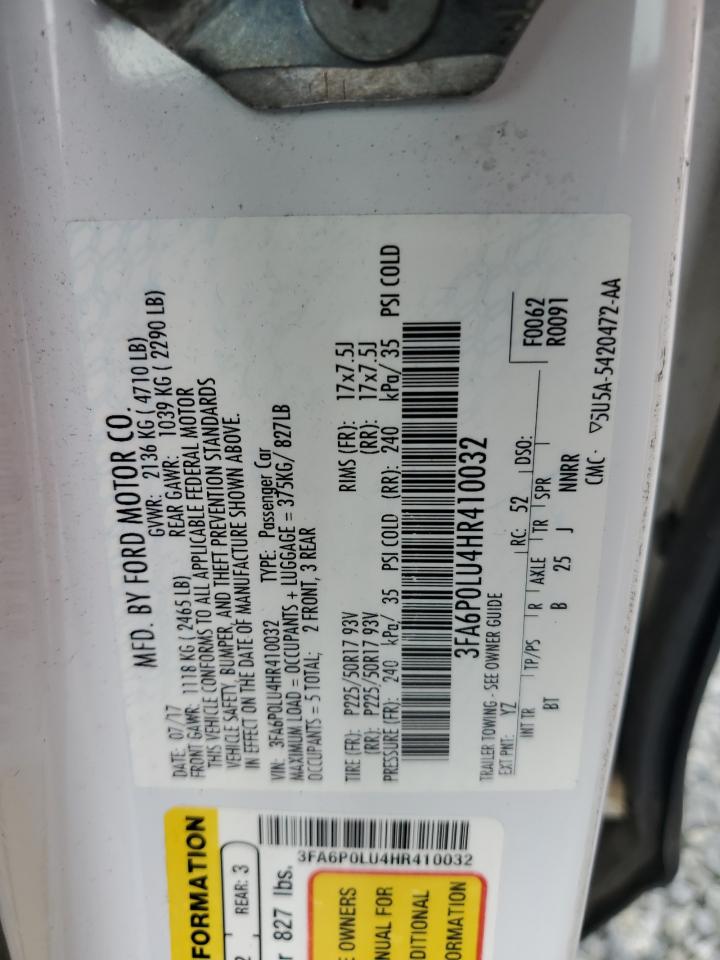 MFD. BY FORD MOTOR CO.
DATE: 07/17 GVWR: 2136 KG ( 4710 LB)
FRONT GAWR: 1118 KG ( 2465 LB) REAR GAWR: 1039 KG ( 2290 LB)
THIS VEHICLE CONFORMS TO ALL APPLICABLE FEDERAL MOTOR
VEHICLE SAFETY, BUMPER, AND THEFT PREVENTION STANDARDS
IN EFFECT ON THE DATE OF MANUFACTURE SHOWN ABOVE.
VIN: 3FA6P0LU4HR410032 TYPE: Passenger Car
MAXIMUM LOAD = OCCUPANTS + LUGGAGE = 375KG/ 827LB
OCCUPANTS = 5 TOTAL; 2 FRONT, 3 REAR
TIRE (FR): P225/50R17 93V RIMS (FR): 17x7.5J
(RR): P225/50R17 93V (RR): 17x7.5J
PRESSURE (FR): 240 kPa/ 35 PSI COLD (RR): 240 kPa/ 35 PSI COLD
3FA6P0LU4HR410032
TRAILER TOWING - SEE OWNER GUIDE
EXT PNT: YZ RC: 52 DSO: F0062
R0091
INT TR TP/PS R AXLE TR SPR
BT B 25 J NNRR
CMC- ▽5U5A-5420472-AA
FORMATION
REAR: 3
827 lbs.
3FA6P0LU4HR410032
OWNERS
ANUAL FOR
DITIONAL
ORMATION